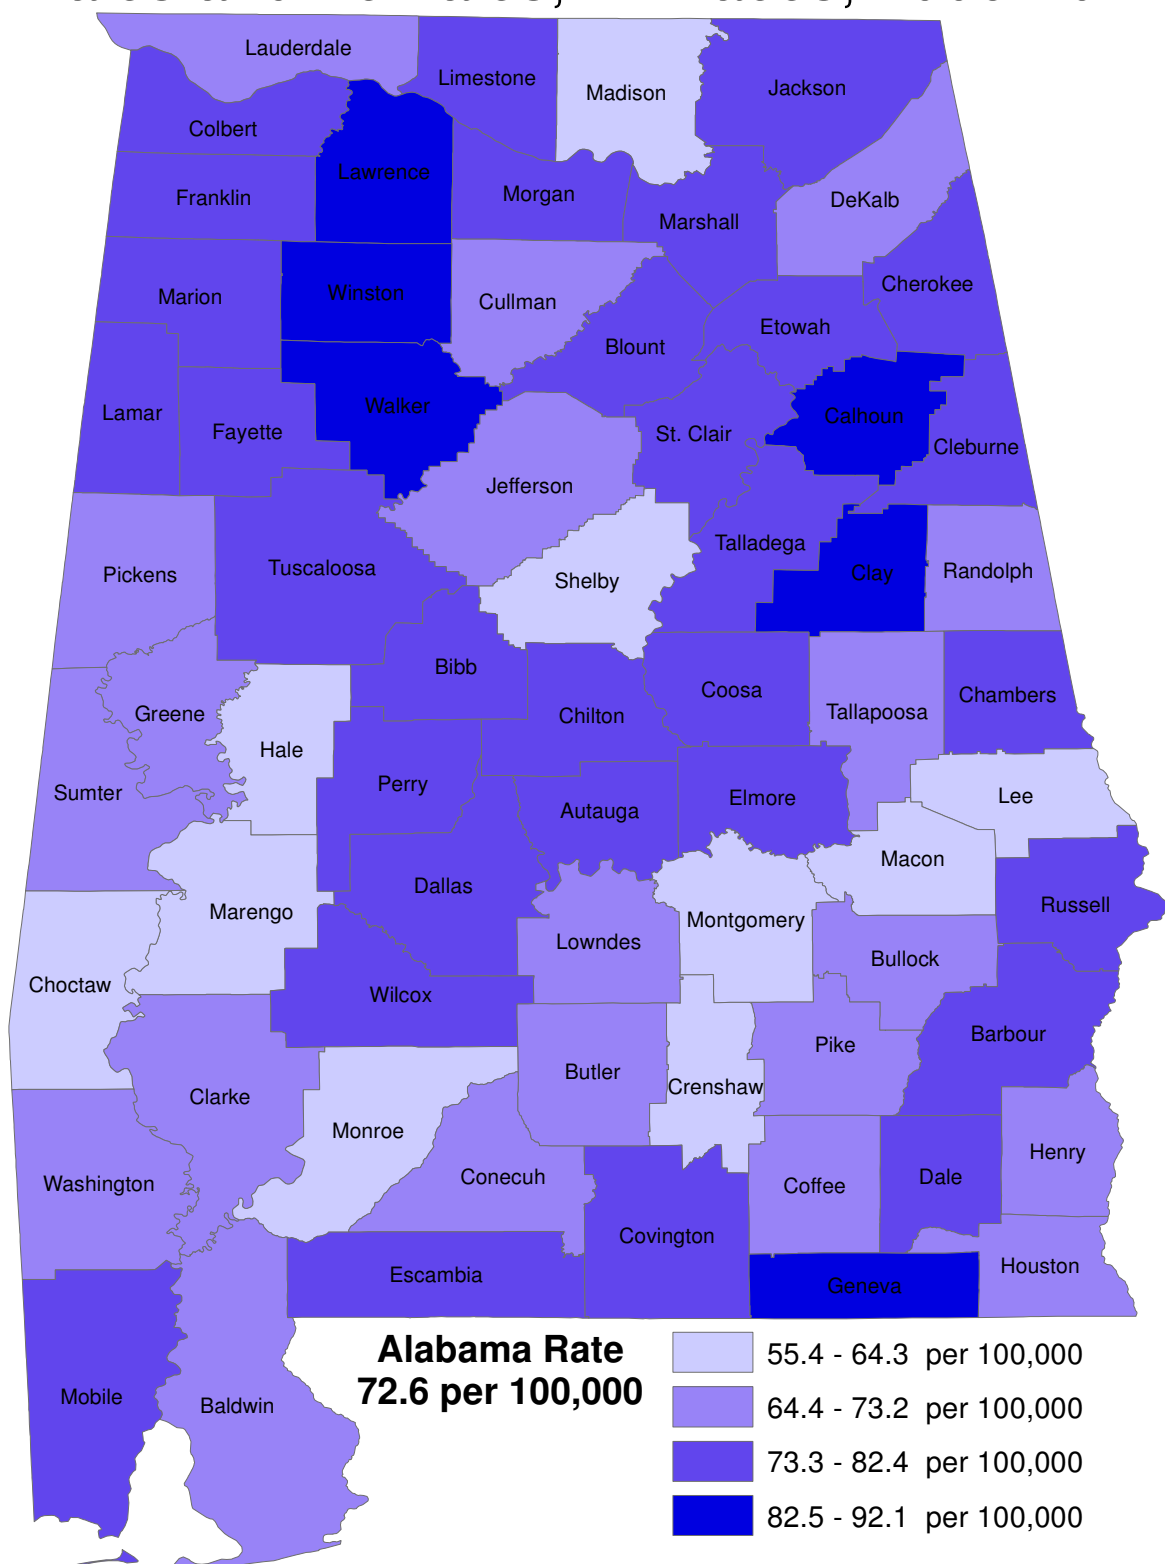 Lauderdale
Limestone
Madison
Jackson
Colbert
Lawrence
Franklin
Morgan
Marshall
DeKalb
Cherokee
Marion
Winston
Cullman
Etowah
Blount
Lamar
Fayette
Walker
St. Clair
Calhoun
Cleburne
Jefferson
Talladega
Pickens
Tuscaloosa
Shelby
Clay
Randolph
Bibb
Coosa
Chambers
Greene
Chilton
Tallapoosa
Hale
Sumter
Perry
Autauga
Elmore
Lee
Macon
Dallas
Marengo
Montgomery
Russell
Lowndes
Bullock
Choctaw
Wilcox
Barbour
Pike
Butler
Crenshaw
Clarke
Monroe
Henry
Washington
Conecuh
Coffee
Dale
Covington
Escambia
Geneva
Houston
Mobile
Baldwin
Alabama Rate
72.6 per 100,000
55.4 - 64.3 per 100,000
64.4 - 73.2 per 100,000
73.3 - 82.4 per 100,000
82.5 - 92.1 per 100,000